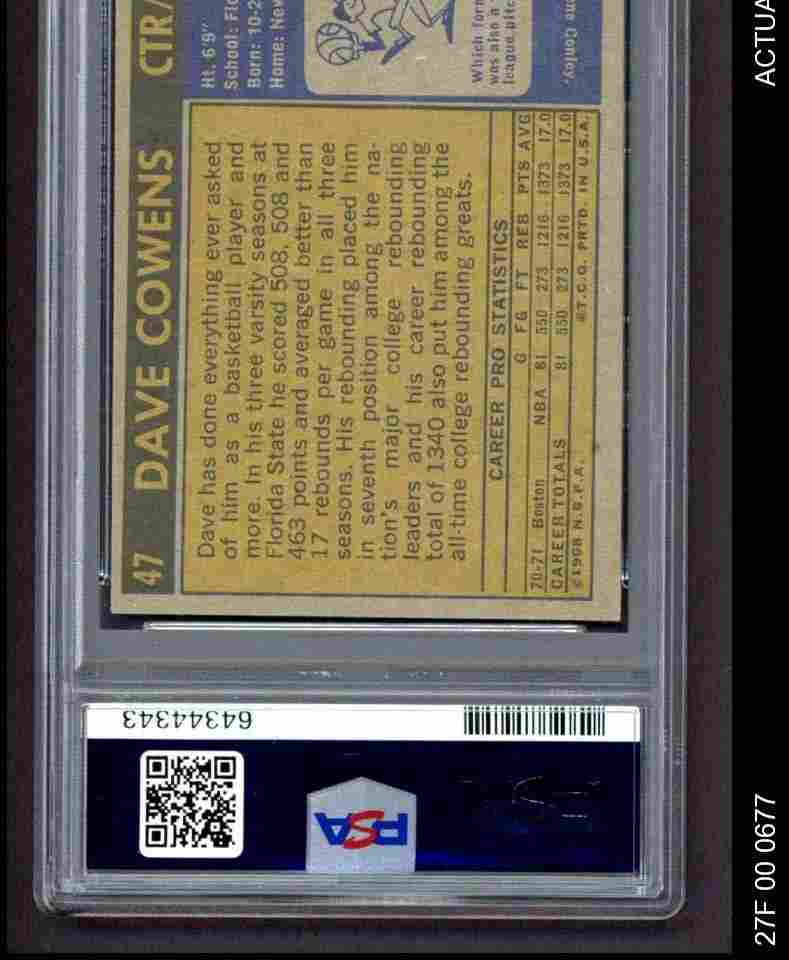 47 DAVE COWENS CTR/
Ht. 6'9"
School: Flo
Born: 10-2
Home: New
Dave has done everything ever asked
of him as a basketball player and
more. In his three varsity seasons at
Florida State he scored 508, 508 and
463 points and averaged better than
17 rebounds per game in all three
seasons. His rebounding placed him
in seventh position among the na-
tion's major college rebounding
leaders and his career rebounding
total of 1340 also put him among the
all-time college rebounding greats.
Which form
was also a
league pitc
ne Conley.
CAREER PRO STATISTICS
G FG FT REB PTS AVG
70-71 Boston NBA 81 550 273 1216 1373 17.0
CAREER TOTALS 81 550 273 1216 1373 17.0
©1968 N.B.P.A. ©T.C.G. PRTD. IN U.S.A.
64344343
PSA
27F 00 0677
ACTUA